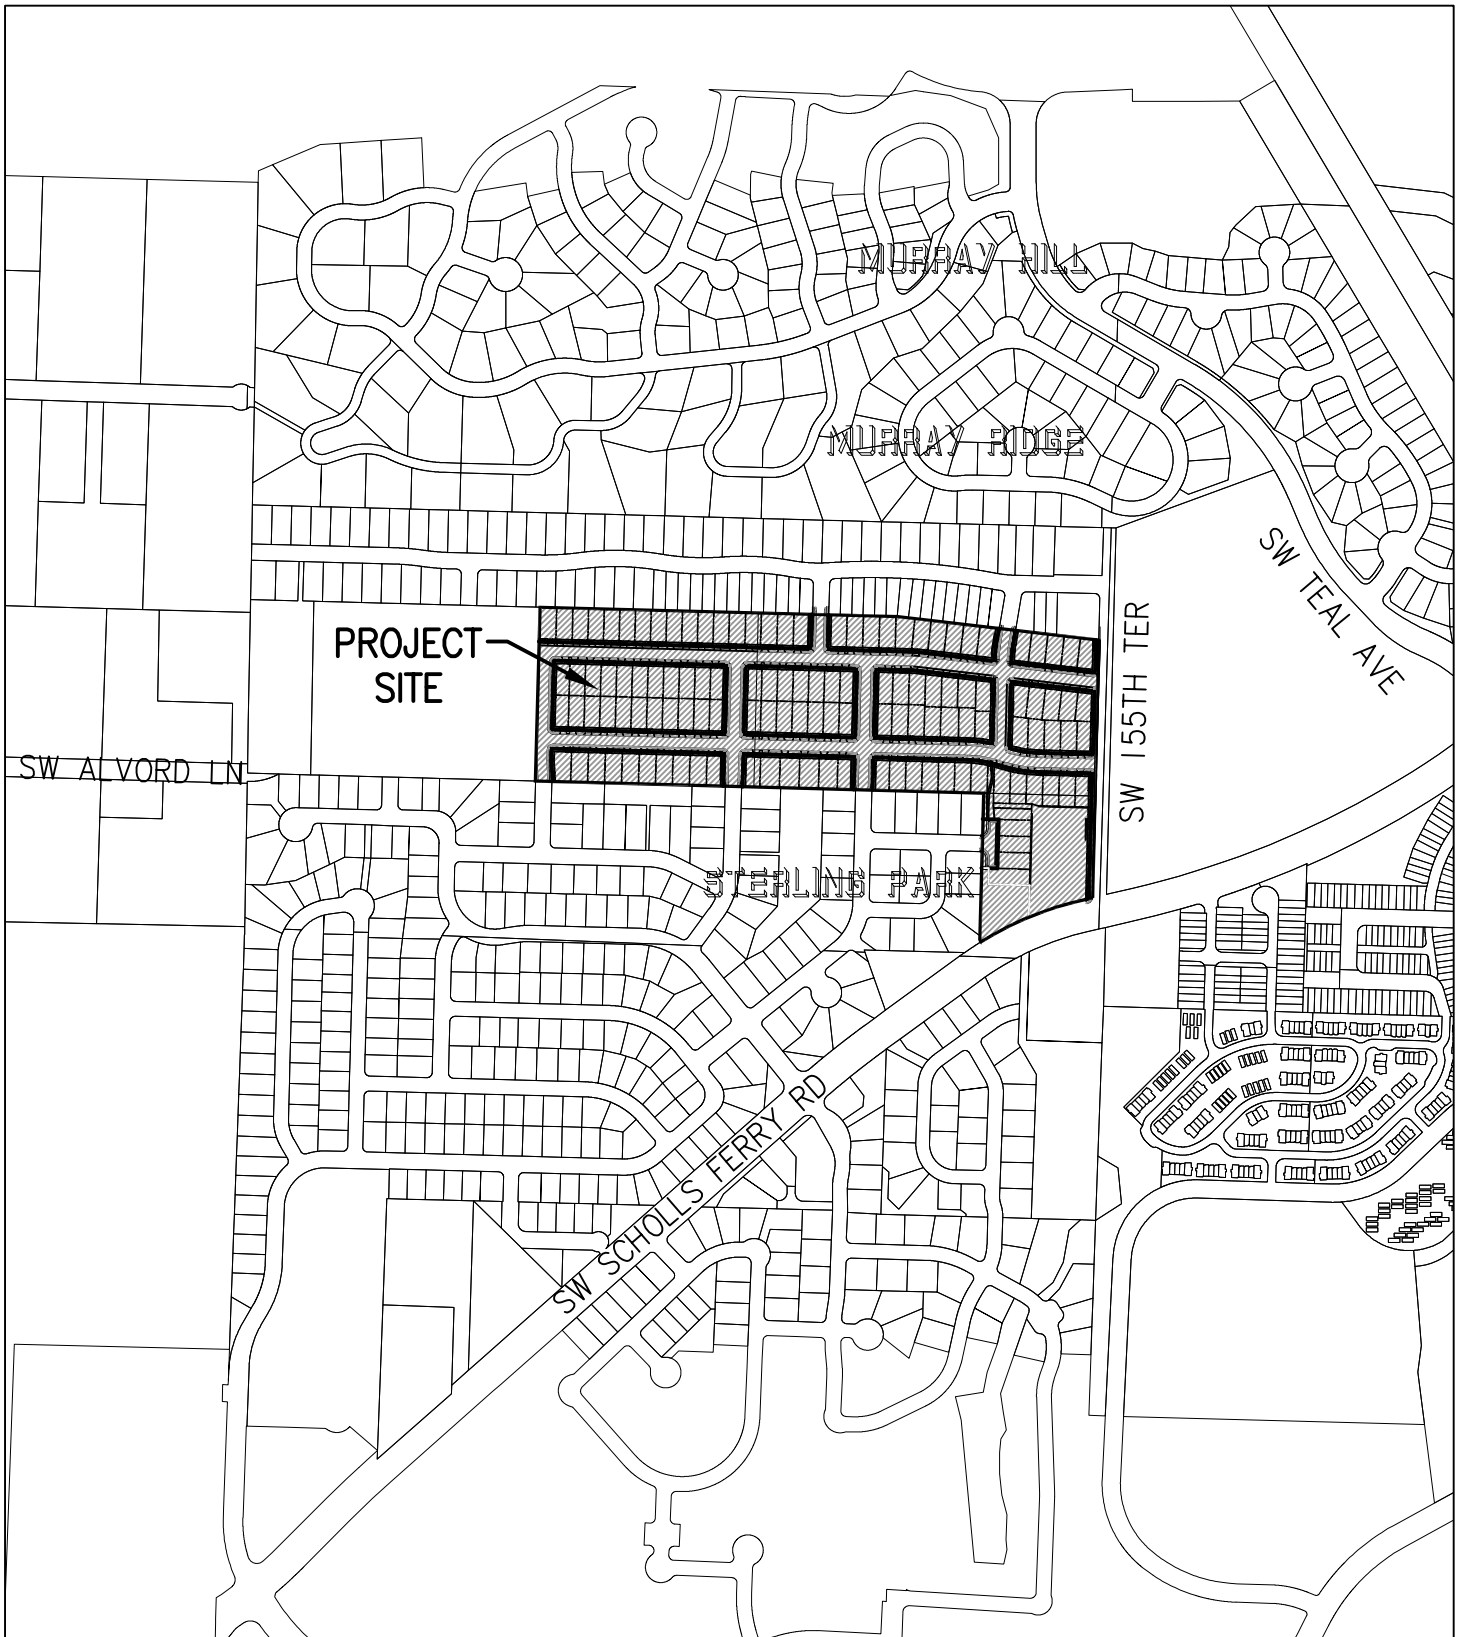 MURRAY HILL
MURRAY RIDGE
SW TEAL AVE
PROJECT
SITE
SW 155TH TER
SW ALVORD LN
STERLING PARK
SW SCHOLLS FERRY RD